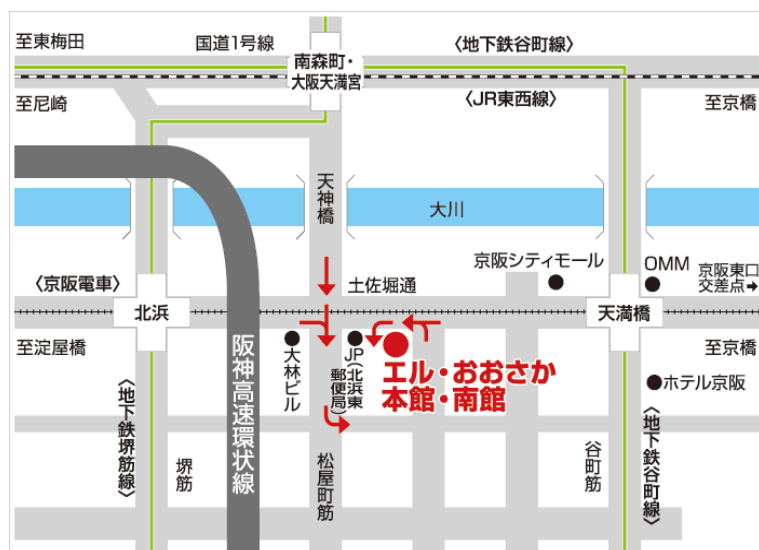 至東梅田
国道1号線
〈地下鉄谷町線〉
南森町・
大阪天満宮
至尼崎
〈JR東西線〉
至京橋
天神橋
大川
京阪シティモール
OMM
京阪東口
交差点➡
〈京阪電車〉
土佐堀通
北浜
天満橋
至淀屋橋
阪神高速環状線
大林ビル
JP(北浜東
郵便局)
エル・おおさか
本館・南館
至京橋
ホテル京阪
〈地下鉄堺筋線〉
堺筋
松屋町筋
谷町筋
〈地下鉄谷町線〉